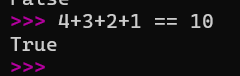 False
>>> 4+3+2+1 == 10
True
>>>